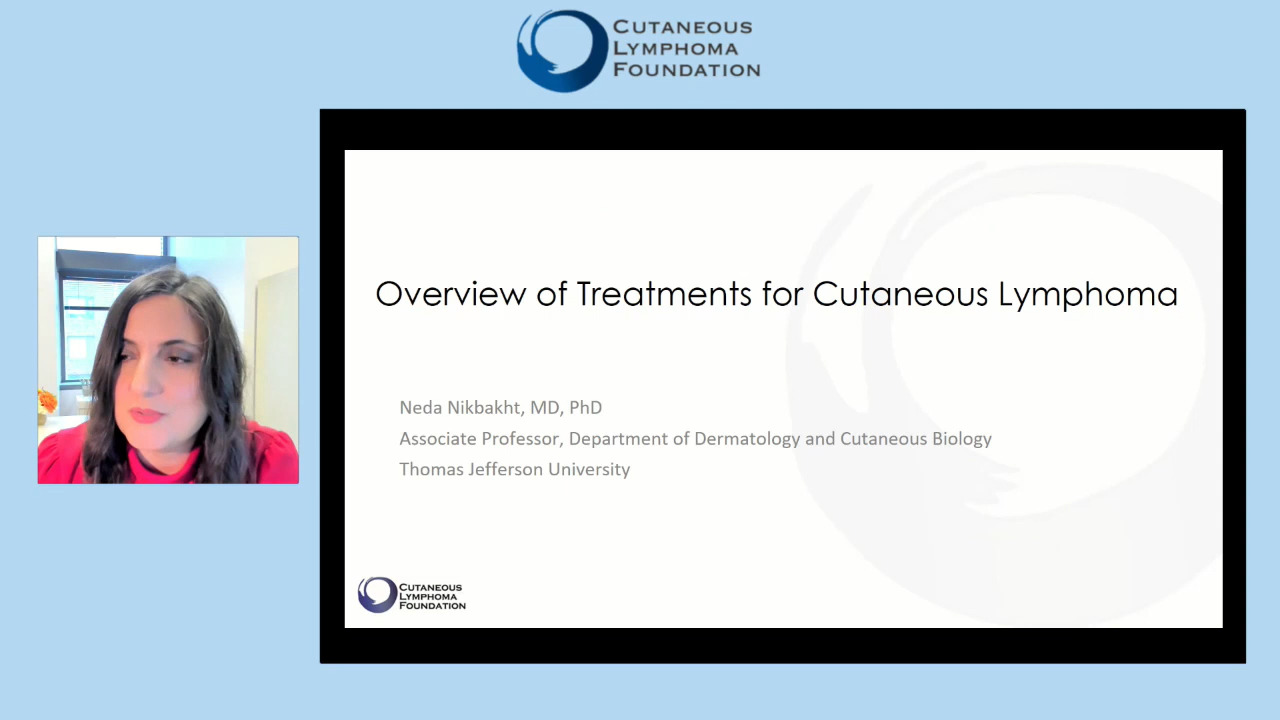 CUTANEOUS
LYMPHOMA
FOUNDATION
Overview of Treatments for Cutaneous Lymphoma
Neda Nikbakht, MD, PhD
Associate Professor, Department of Dermatology and Cutaneous Biology
Thomas Jefferson University
CUTANEOUS
LYMPHOMA
FOUNDATION